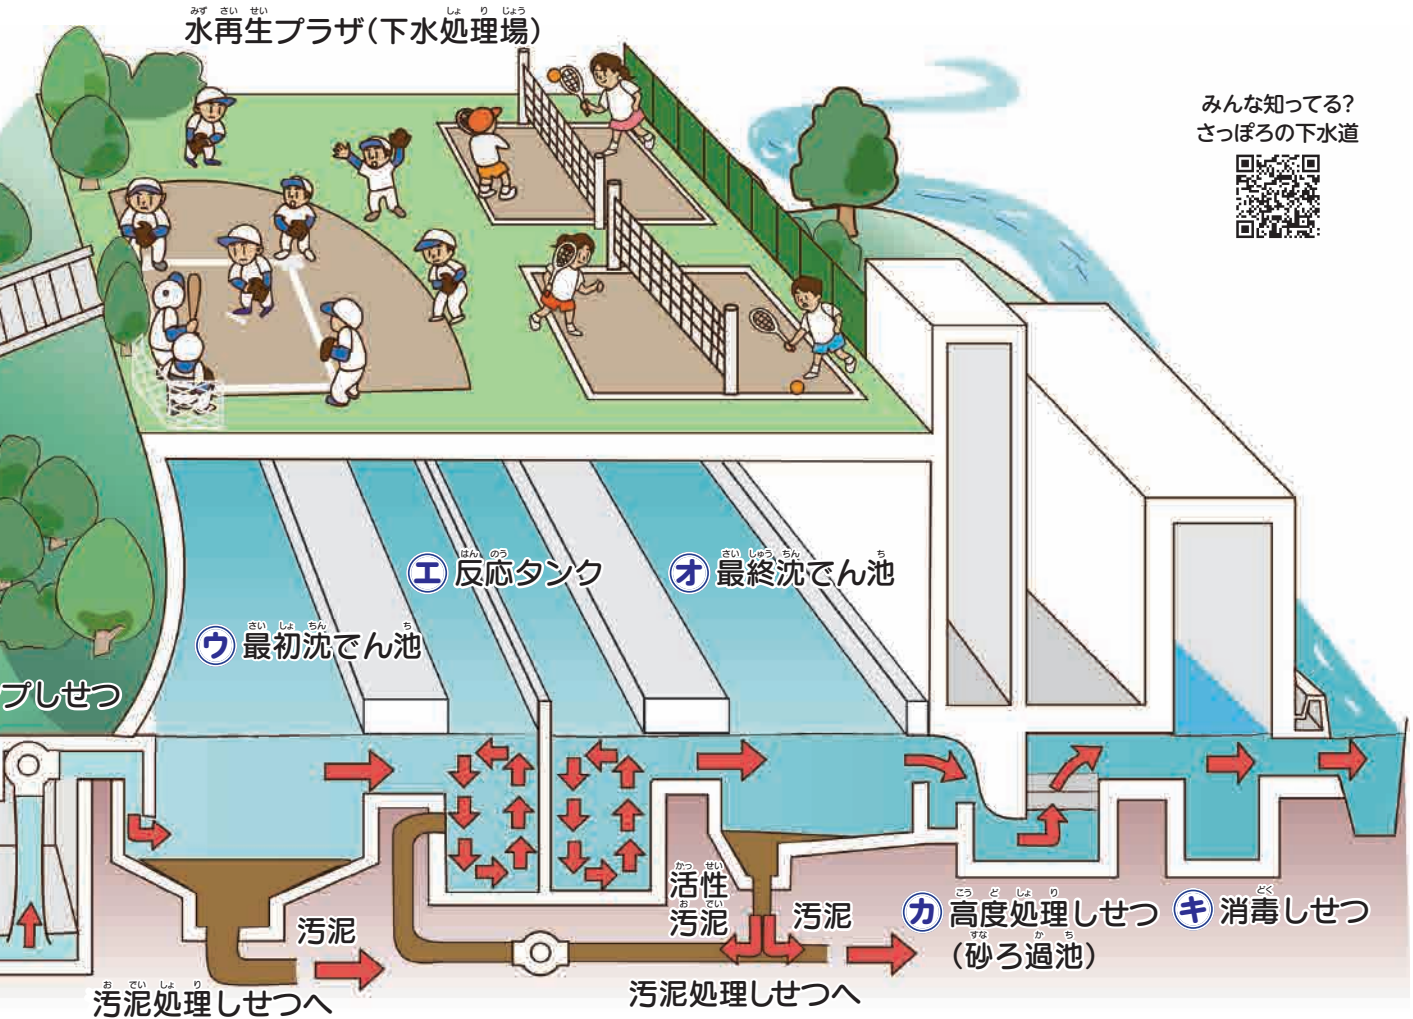 水再生プラザ(下水処理場)
みんな知ってる?
さっぽろの下水道
エ 反応タンク
オ 最終沈でん池
ウ 最初沈でん池
プしせつ
活性
汚泥
汚泥
汚泥
カ 高度処理しせつ
(砂ろ過池)
キ 消毒しせつ
汚泥処理しせつへ
汚泥処理しせつへ